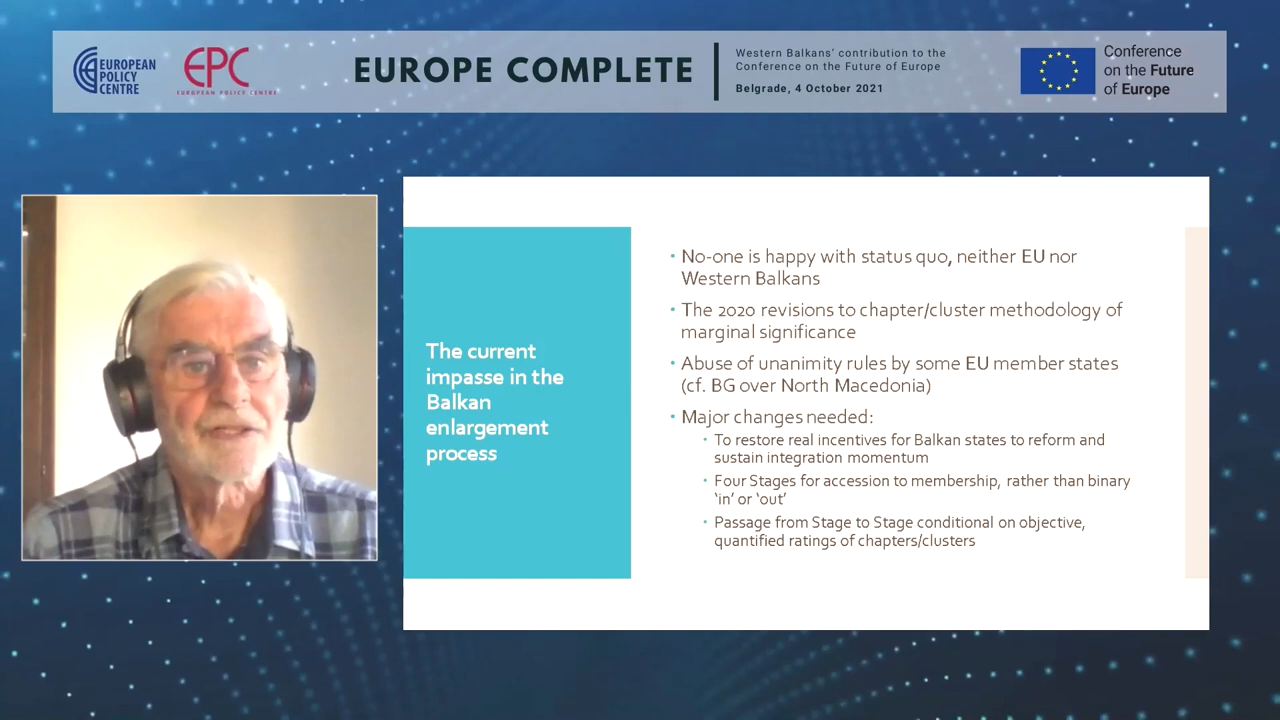 EUROPEAN
POLICY
CENTRE
EPC
EUROPEAN POLICY CENTRE
EUROPE COMPLETE
Western Balkans' contribution to the
Conference on the Future of Europe
Belgrade, 4 October 2021
Conference
on the Future
of Europe
The current
impasse in the
Balkan
enlargement
process
• No-one is happy with status quo, neither EU nor
Western Balkans
• The 2020 revisions to chapter/cluster methodology of
marginal significance
• Abuse of unanimity rules by some EU member states
(cf. BG over North Macedonia)
• Major changes needed:
• To restore real incentives for Balkan states to reform and
sustain integration momentum
• Four Stages for accession to membership, rather than binary
'in' or 'out'
• Passage from Stage to Stage conditional on objective,
quantified ratings of chapters/clusters